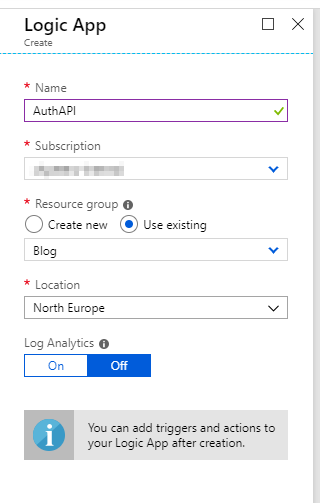 Logic App
Create
* Name
AuthAPI
* Subscription
* Resource group
Create new
Use existing
Blog
* Location
North Europe
Log Analytics
On
Off
You can add triggers and actions to
your Logic App after creation.